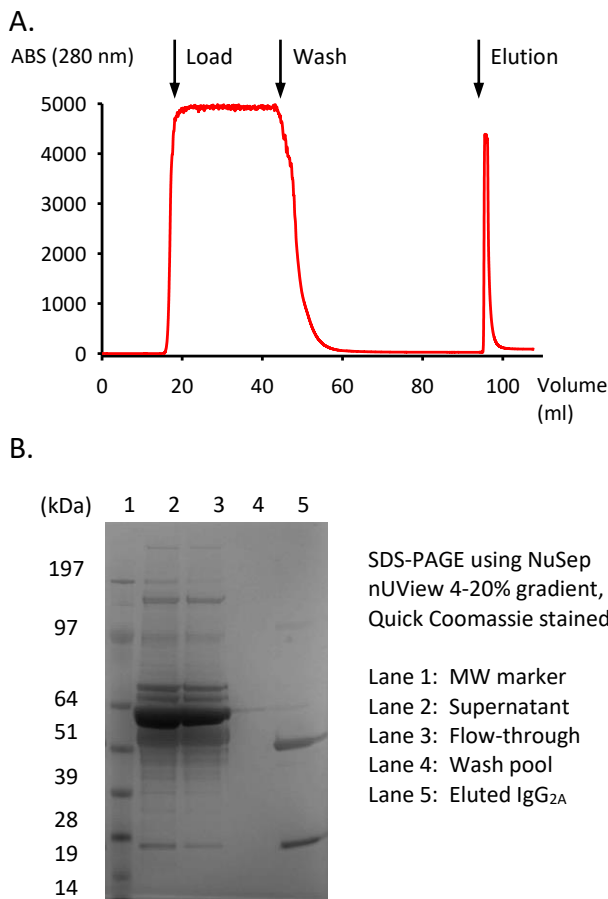 A.
ABS (280 nm) Load Wash Elution
5000
4000
3000
2000
1000
0
0 20 40 60 80 100 Volume
(ml)
B.
(kDa) 1 2 3 4 5
197
97
64
51
39
28
19
14
SDS-PAGE using NuSep
nUView 4-20% gradient,
Quick Coomassie stained
Lane 1: MW marker
Lane 2: Supernatant
Lane 3: Flow-through
Lane 4: Wash pool
Lane 5: Eluted IgG2A